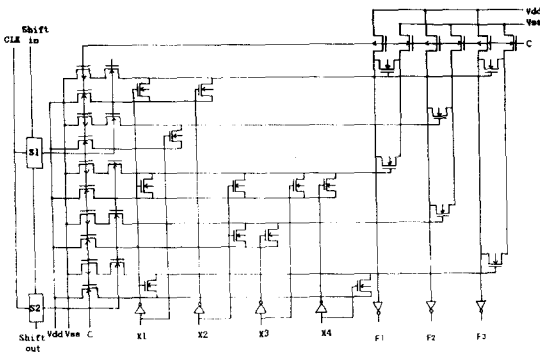 Shift
CLK in
Vdd
Vss
C
S1
S2
Shift
out
Vdd Vss C X1 X2 X3 X4 F1 F2 F3